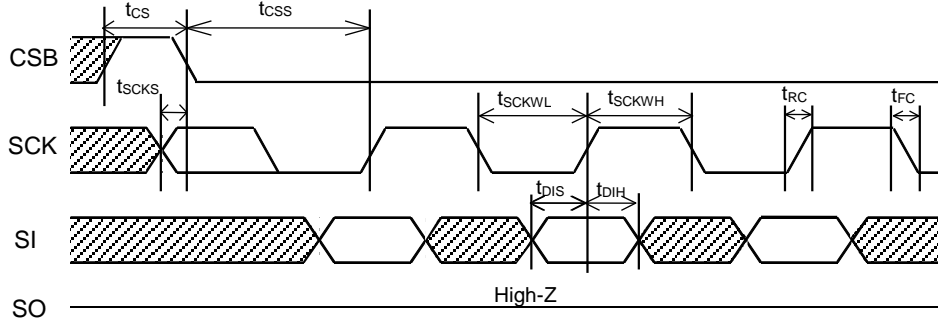 tCS
tCSS
CSB
tSCKS
tSCKWL
tSCKWH
tRC
tFC
SCK
tDIS
tDIH
SI
High-Z
SO